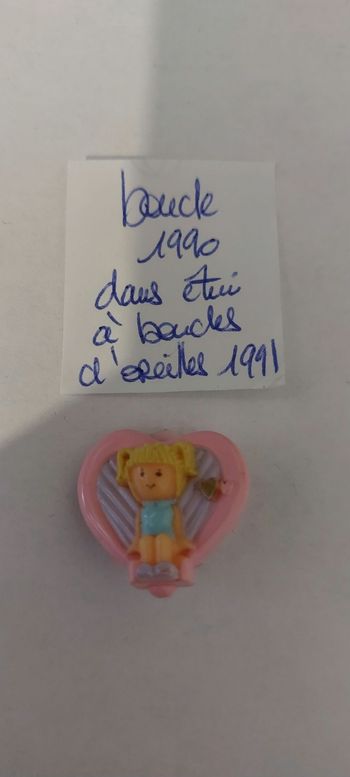 boucle
1990
dans étui
à boucles
d'oreilles 1991